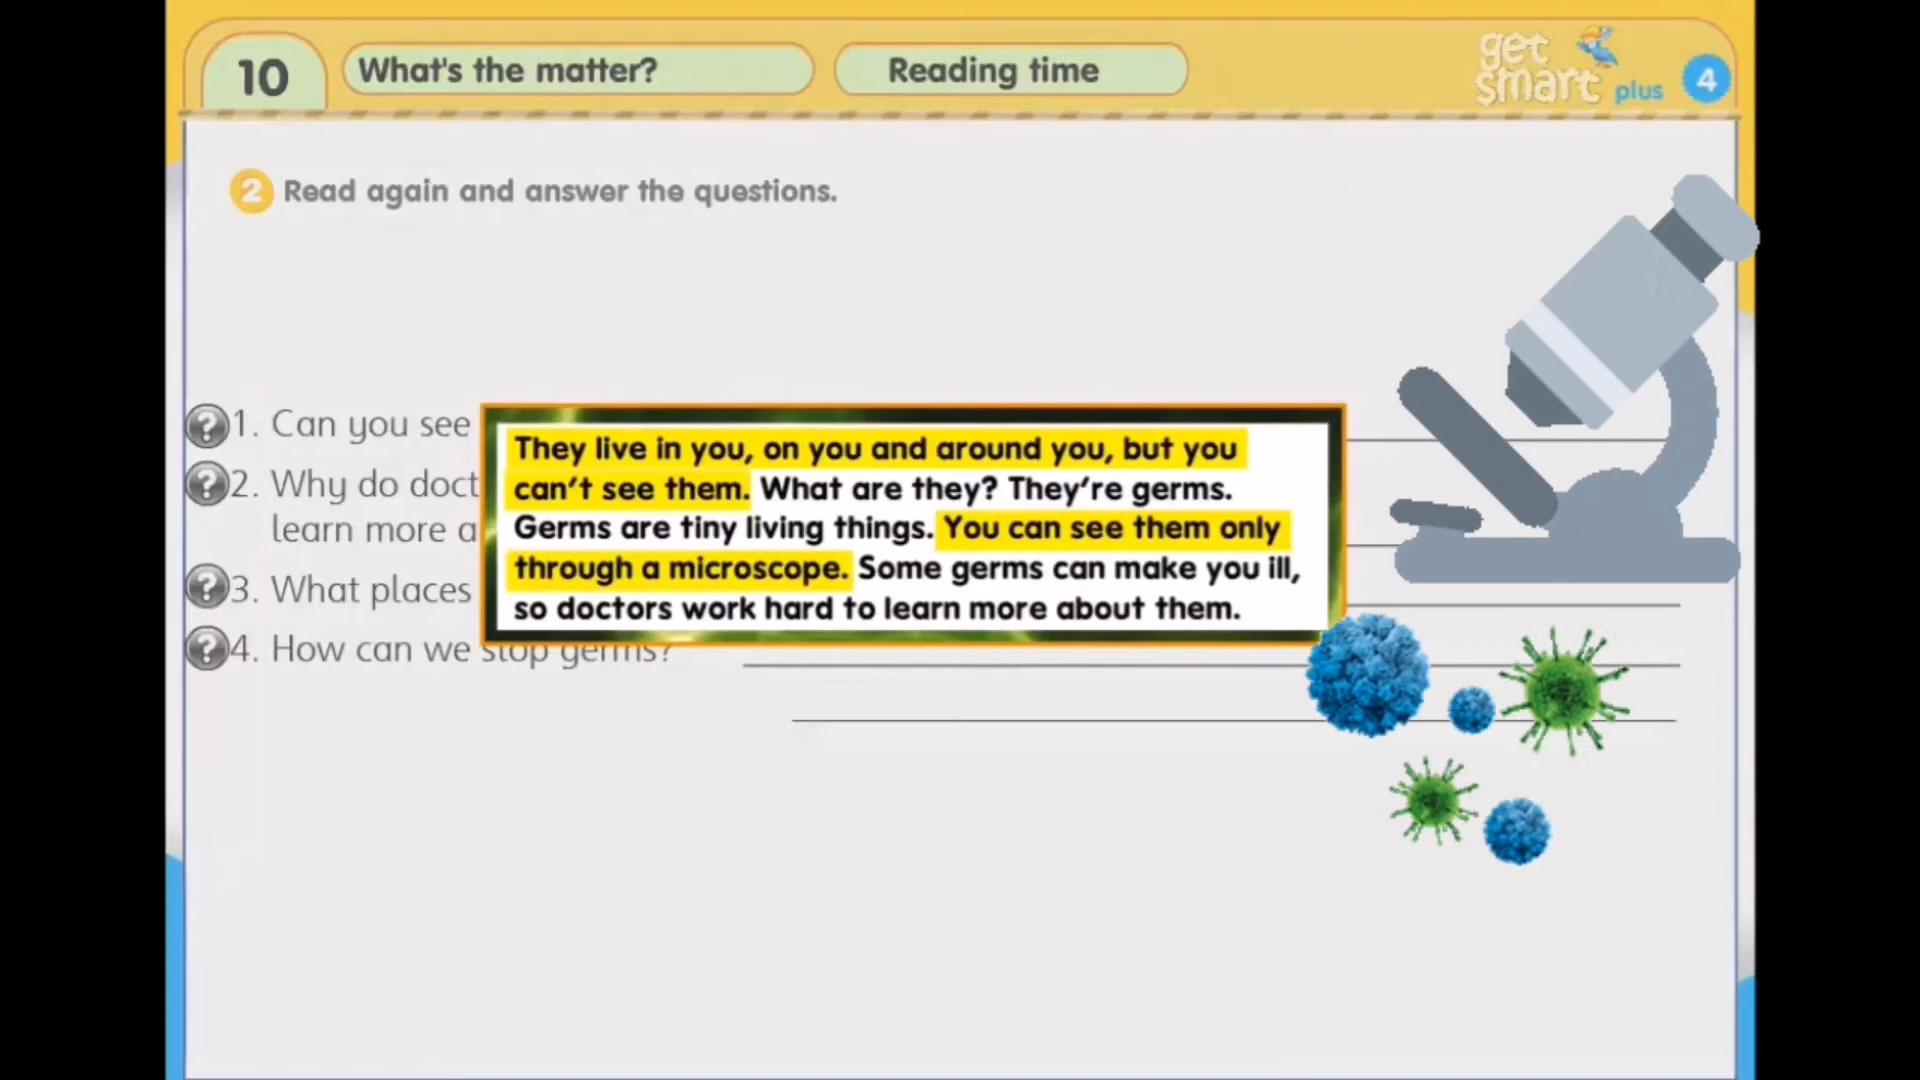 10
What's the matter?
Reading time
get
smart plus 4
2 Read again and answer the questions.
1. Can you see
2. Why do doct
learn more a
3. What places
4. How can we stop germs?
They live in you, on you and around you, but you
can't see them. What are they? They're germs.
Germs are tiny living things. You can see them only
through a microscope. Some germs can make you ill,
so doctors work hard to learn more about them.